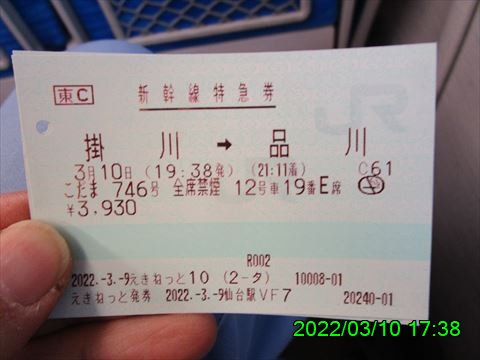 東C 新幹線特急券
掛川 → 品川
3月10日 (19:38発) (21:11着) C61
こだま 746号 全席禁煙 12号車19番E席
¥3,930
R002
2022.-3.-9えきねっと10 (2-タ) 10008-01
えきねっと発券 2022.-3.-9仙台駅VF7 20240-01
JR
2022/03/10 17:38